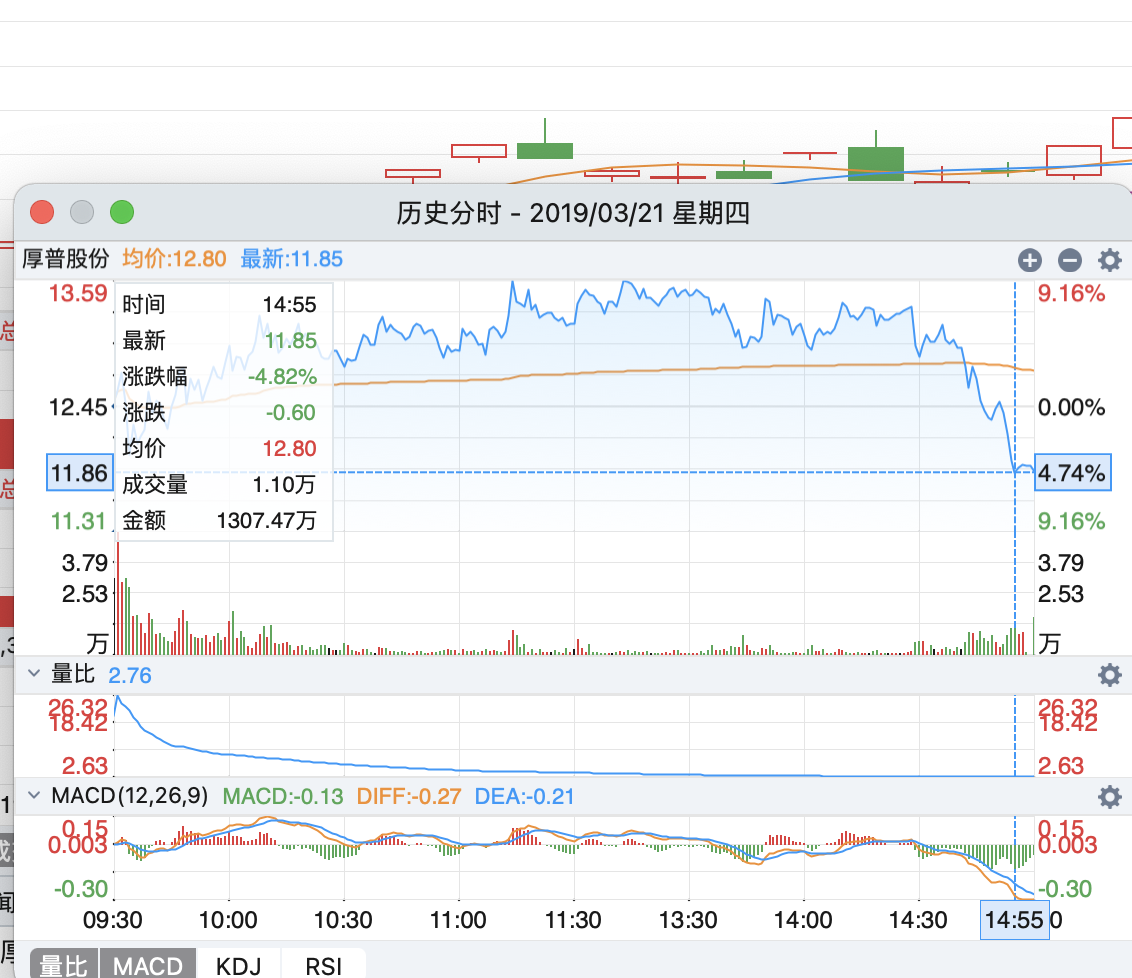 历史分时 - 2019/03/21 星期四
厚普股份 均价:12.80 最新:11.85
13.59 9.16%
时间 14:55
最新 11.85
涨跌幅 -4.82%
12.45 0.00%
涨跌 -0.60
均价 12.80
11.86 4.74%
成交量 1.10万
11.31 9.16%
金额 1307.47万
3.79 3.79
2.53 2.53
万 万
量比 2.76
26.32 26.32
18.42 18.42
2.63 2.63
MACD(12,26,9) MACD:-0.13 DIFF:-0.27 DEA:-0.21
0.15 0.15
0.003 0.003
-0.30 -0.30
09:30 10:00 10:30 11:00 11:30 13:30 14:00 14:30 14:55 0
量比 MACD KDJ RSI